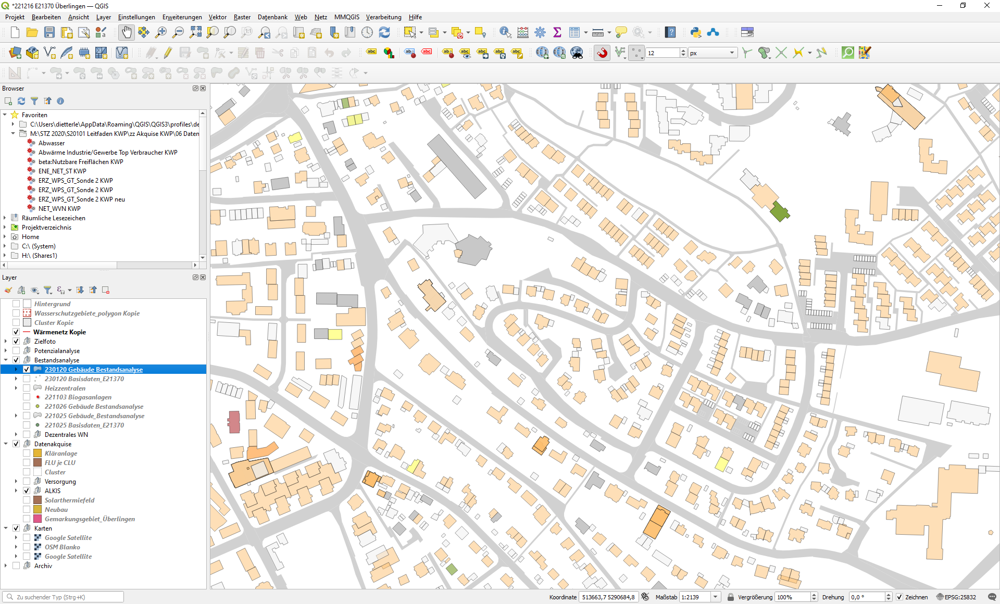 *221216 E21370 Überlingen — QGIS
Projekt Bearbeiten Ansicht Layer Einstellungen Erweiterungen Vektor Raster Datenbank Web Netz MMQGIS Verarbeitung Hilfe
12 px
Browser
Favoriten
C:\Users\dietterle\AppData\Roaming\QGIS\QGIS3\profiles\de
M:\STZ 2020\S20101 Leitfaden KWP\zz Akquise KWP\06 Daten
Abwasser
Abwärme Industrie/Gewerbe Top Verbraucher KWP
beta:Nutzbare Freiflächen KWP
ENE_NET_ST KWP
ERZ_WPS_GT_Sonde 2 KWP
ERZ_WPS_GT_Sonde 2 KWP
ERZ_WPS_GT_Sonde 2 KWP neu
NET_WVN KWP
Räumliche Lesezeichen
Projektverzeichnis
Home
C:\ (System)
H:\ (Shares1)
Layer
Hintergrund
Wasserschutzgebiete_polygon Kopie
Cluster Kopie
Wärmenetz Kopie
Zielfoto
Potenzialanalyse
Bestandsanalyse
230120 Gebäude Bestandsanalyse
230120 Basisdaten_E21370
Heizzentralen
221103 Biogasanlagen
221026 Gebäude Bestandsanalyse
221025 Gebäude_Bestandsanalyse
221025 Basisdaten_E21370
Dezentrales WN
Datenakquise
Kläranlage
FLU je CLU
Cluster
Versorgung
ALKIS
Solarthermiefeld
Neubau
Gemarkungsgebiet_Überlingen
Karten
Google Satellite
OSM Blanko
Google Satellite
Archiv
Zu suchender Typ (Strg+K) Koordinate 513663,7 5290684,8 Maßstab 1:2139 Vergrößerung 100% Drehung 0,0 ° Zeichnen EPSG:25832